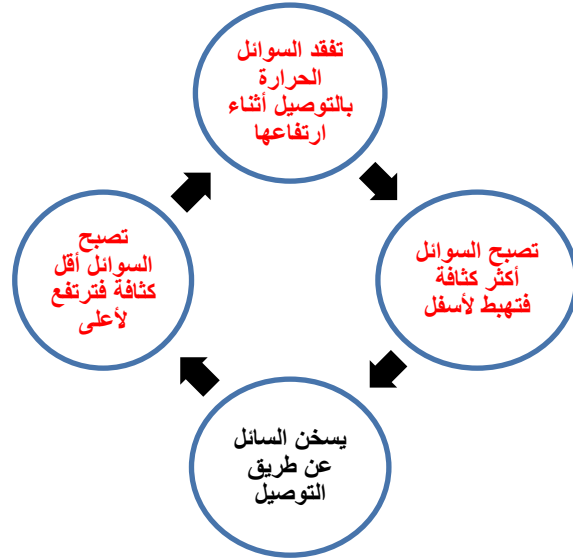 تفقد السوائل
الحرارة
بالتوصيل أثناء
ارتفاعها
تصبح السوائل
أكثر كثافة
فتهبط لأسفل
يسخن السائل
عن طريق
التوصيل
تصبح
السوائل أقل
كثافة فترتفع
لأعلى